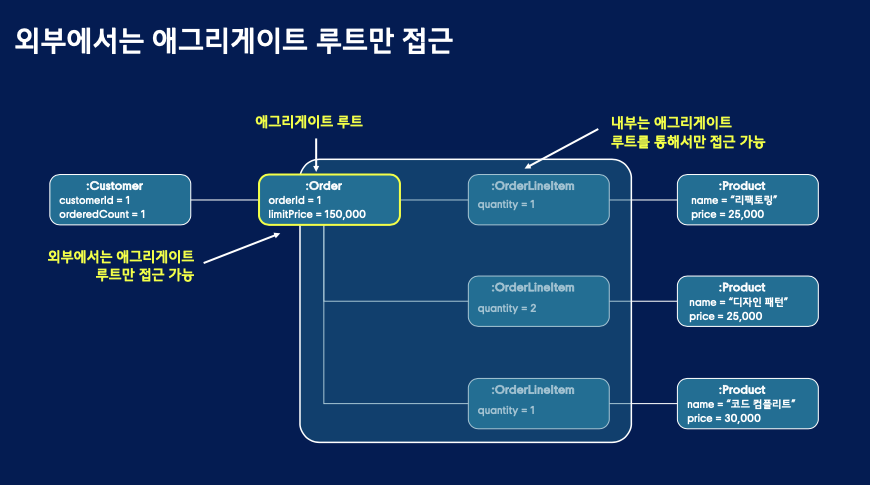 외부에서는 애그리게이트 루트만 접근
애그리게이트 루트
내부는 애그리게이트
루트를 통해서만 접근 가능
:Customer
customerId = 1
orderedCount = 1
:Order
orderId = 1
limitPrice = 150,000
:OrderLineItem
quantity = 1
:Product
name = "리팩토링"
price = 25,000
외부에서는 애그리게이트
루트만 접근 가능
:OrderLineItem
quantity = 2
:Product
name = "디자인 패턴"
price = 25,000
:OrderLineItem
quantity = 1
:Product
name = "코드 컴플리트"
price = 30,000